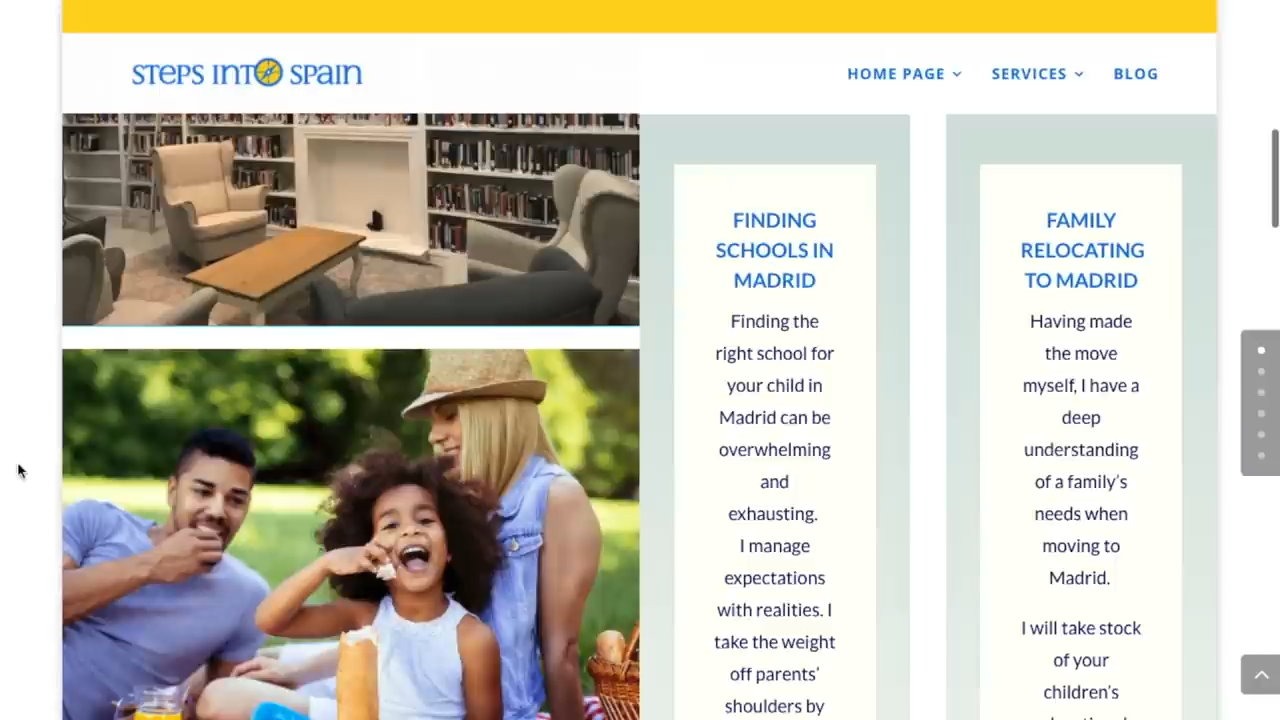 STEPS INTO SPAIN
HOME PAGE
SERVICES
BLOG
FINDING
SCHOOLS IN
MADRID
Finding the
right school for
your child in
Madrid can be
overwhelming
and
exhausting.
I manage
expectations
with realities. I
take the weight
off parents’
shoulders by
FAMILY
RELOCATING
TO MADRID
Having made
the move
myself, I have a
deep
understanding
of a family’s
needs when
moving to
Madrid.
I will take stock
of your
children’s